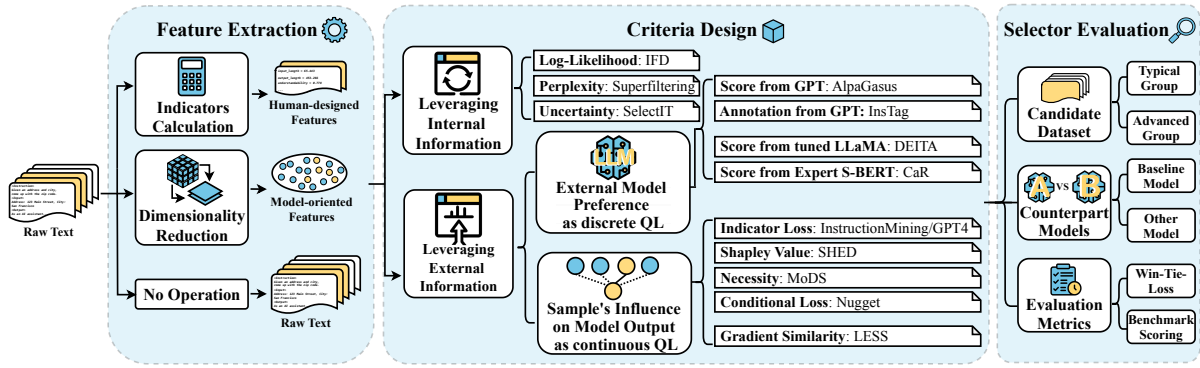 Feature Extraction
Indicators
Calculation
Human-designed
Features
Dimensionality
Reduction
Model-oriented
Features
Raw Text
No Operation
Raw Text
Criteria Design
Leveraging
Internal
Information
Log-Likelihood: IFD
Perplexity: Superfiltering
Uncertainty: SelectIT
Leveraging
External
Information
LLM
External Model
Preference
as discrete QL
Score from GPT: AlpaGasus
Annotation from GPT: InsTag
Score from tuned LLaMA: DEITA
Score from Expert S-BERT: CaR
Sample's Influence
on Model Output
as continuous QL
Indicator Loss: InstructionMining/GPT4
Shapley Value: SHED
Necessity: MoDS
Conditional Loss: Nugget
Gradient Similarity: LESS
Selector Evaluation
Candidate
Dataset
Typical
Group
Advanced
Group
A vs B
Counterpart
Models
Baseline
Model
Other
Model
Evaluation
Metrics
Win-Tie-
Loss
Benchmark
Scoring